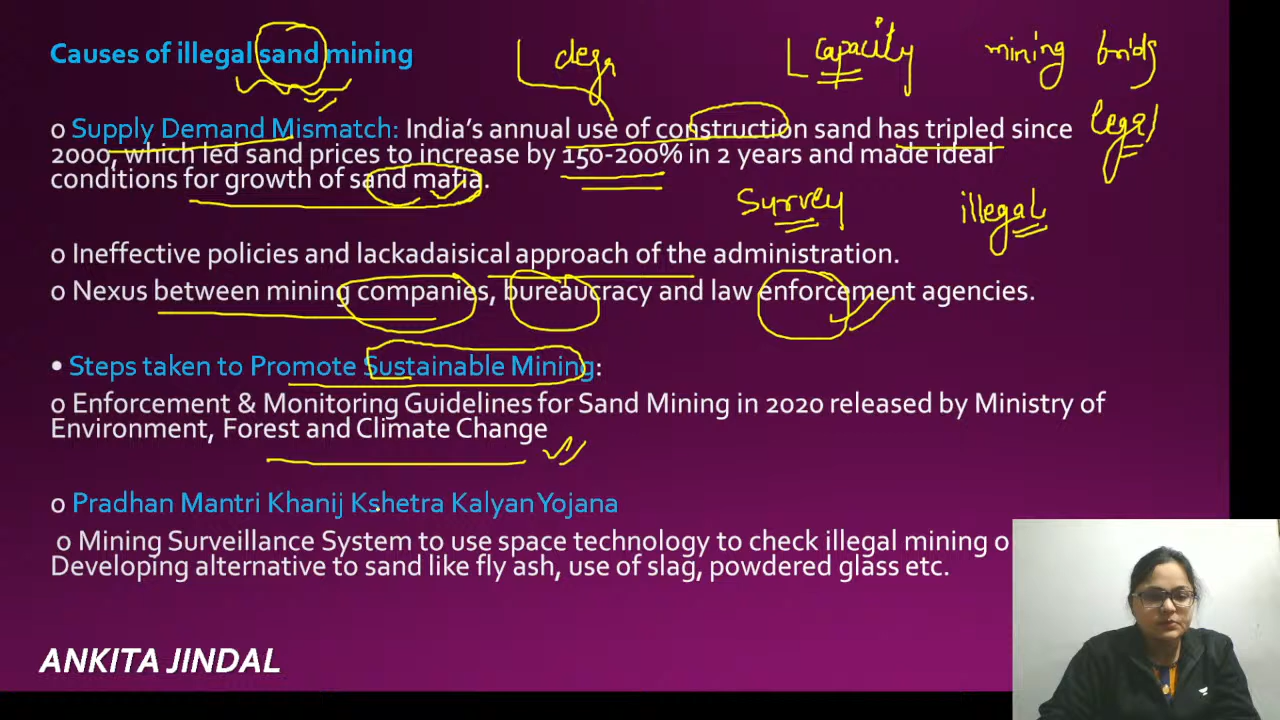 Causes of illegal sand mining
dega
capacity
mining brids
legal
o Supply Demand Mismatch: India's annual use of construction sand has tripled since
2000, which led sand prices to increase by 150-200% in 2 years and made ideal
conditions for growth of sand mafia.
Survey
illegal
o Ineffective policies and lackadaisical approach of the administration.
o Nexus between mining companies, bureaucracy and law enforcement agencies.
• Steps taken to Promote Sustainable Mining:
o Enforcement & Monitoring Guidelines for Sand Mining in 2020 released by Ministry of
Environment, Forest and Climate Change
o Pradhan Mantri Khanij Kshetra Kalyan Yojana
o Mining Surveillance System to use space technology to check illegal mining o
Developing alternative to sand like fly ash, use of slag, powdered glass etc.
ANKITA JINDAL